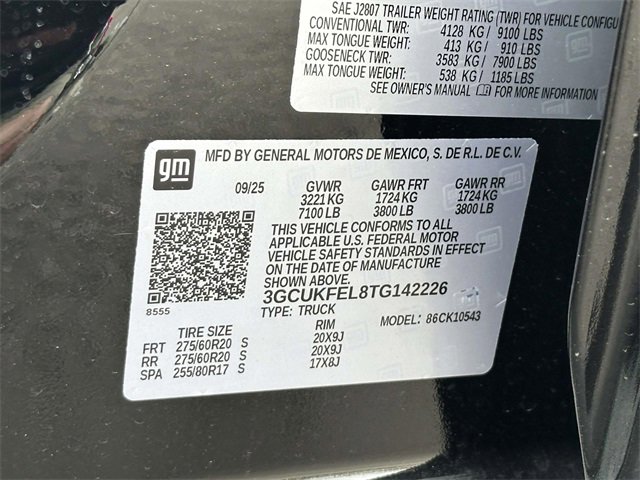 SAE J2807 TRAILER WEIGHT RATING (TWR) FOR VEHICLE CONFIGU
CONVENTIONAL TWR: 4128 KG / 9100 LBS
MAX TONGUE WEIGHT: 413 KG / 910 LBS
GOOSENECK TWR: 3583 KG / 7900 LBS
MAX TONGUE WEIGHT: 538 KG / 1185 LBS
SEE OWNER'S MANUAL FOR MORE INFORMATION
gm
MFD BY GENERAL MOTORS DE MEXICO, S. DE R.L. DE C.V.
09/25 GVWR GAWR FRT GAWR RR
3221 KG 1724 KG 1724 KG
7100 LB 3800 LB 3800 LB
THIS VEHICLE CONFORMS TO ALL
APPLICABLE U.S. FEDERAL MOTOR
VEHICLE SAFETY STANDARDS IN EFFECT
ON THE DATE OF MANUFACTURE SHOWN
ABOVE.
3GCUKFEL8TG142226
8555
TYPE: TRUCK MODEL: 86CK10543
TIRE SIZE RIM
FRT 275/60R20 S 20X9J
RR 275/60R20 S 20X9J
SPA 255/80R17 S 17X8J